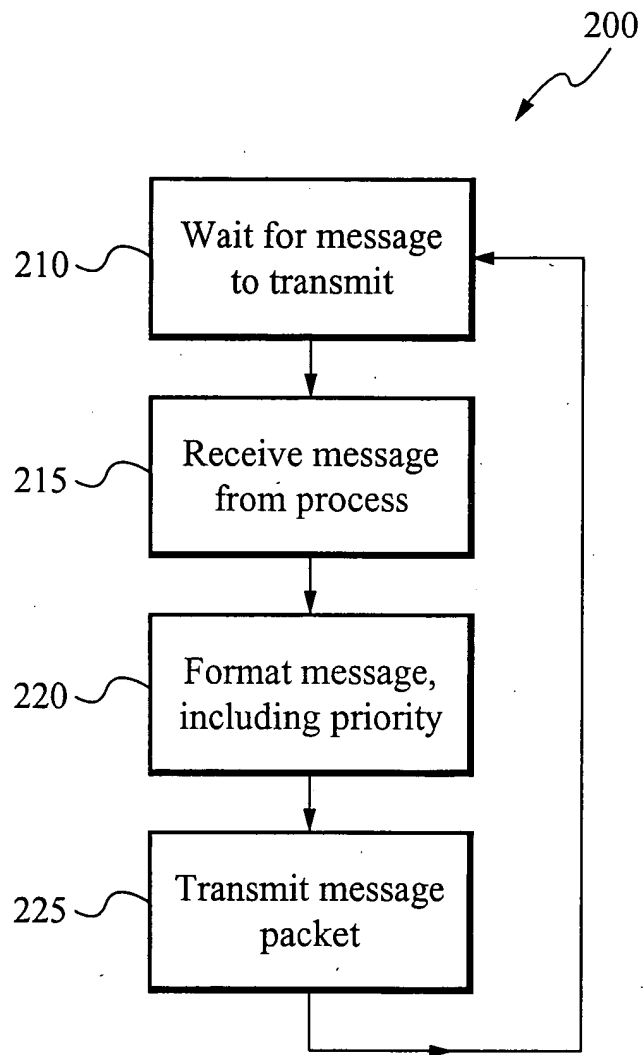 200
210
Wait for message
to transmit
215
Receive message
from process
220
Format message,
including priority
225
Transmit message
packet